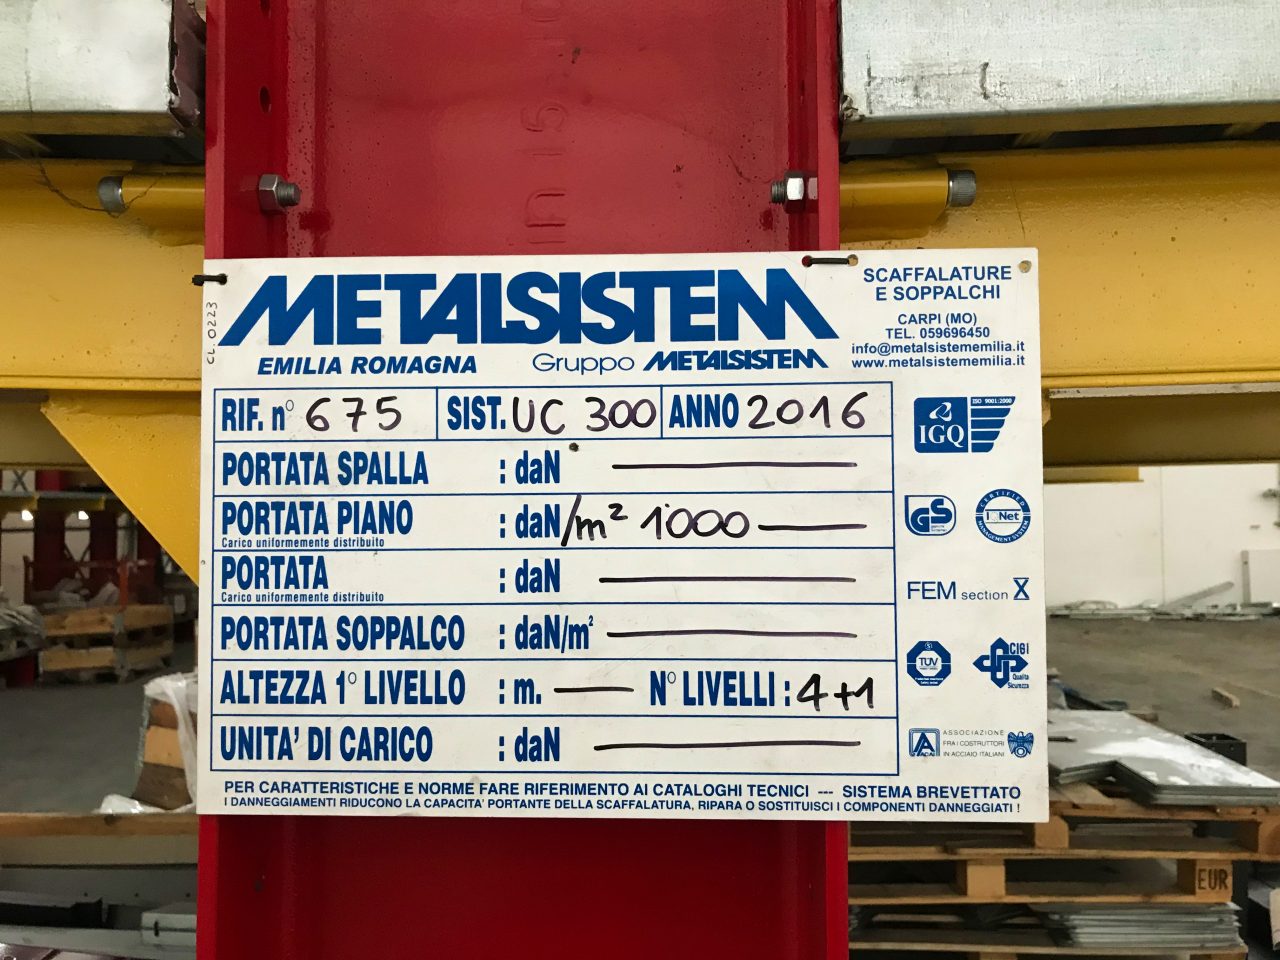 METALSISTEM
EMILIA ROMAGNA Gruppo METALSISTEM
SCAFFALATURE
E SOPPALCHI
CARPI (MO)
TEL. 059696450
info@metalsistememilia.it
www.metalsistememilia.it
CL. 0223
RIF. n° 675 SIST. UC 300 ANNO 2016
PORTATA SPALLA : daN
PORTATA PIANO : daN/m² 1000
Carico uniformemente distribuito
PORTATA : daN
Carico uniformemente distribuito
PORTATA SOPPALCO : daN/m²
ALTEZZA 1° LIVELLO : m. N° LIVELLI : 4+1
UNITA' DI CARICO : daN
ISO 9001:2000
IGQ
GS
CERTIFIED
IQNet
MANAGEMENT SYSTEM
FEM section X
TÜV
CISI
Qualità
Sicurezza
ACAI
ASSOCIAZIONE
FRA I COSTRUTTORI
IN ACCIAIO ITALIANI
PER CARATTERISTICHE E NORME FARE RIFERIMENTO AI CATALOGHI TECNICI --- SISTEMA BREVETTATO
I DANNEGGIAMENTI RIDUCONO LA CAPACITA' PORTANTE DELLA SCAFFALATURA, RIPARA O SOSTITUISCI I COMPONENTI DANNEGGIATI !
EUR